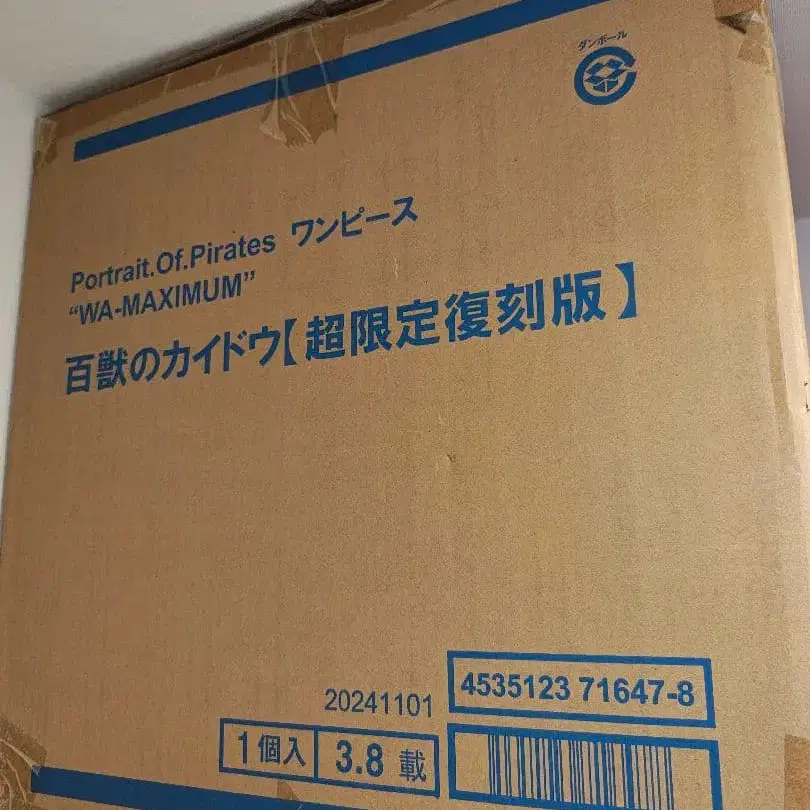 ダンボール
Portrait.Of.Pirates ワンピース
“WA-MAXIMUM”
百獣のカイドウ【超限定復刻版】
20241101
4535123 71647-8
1個入 3.8 載